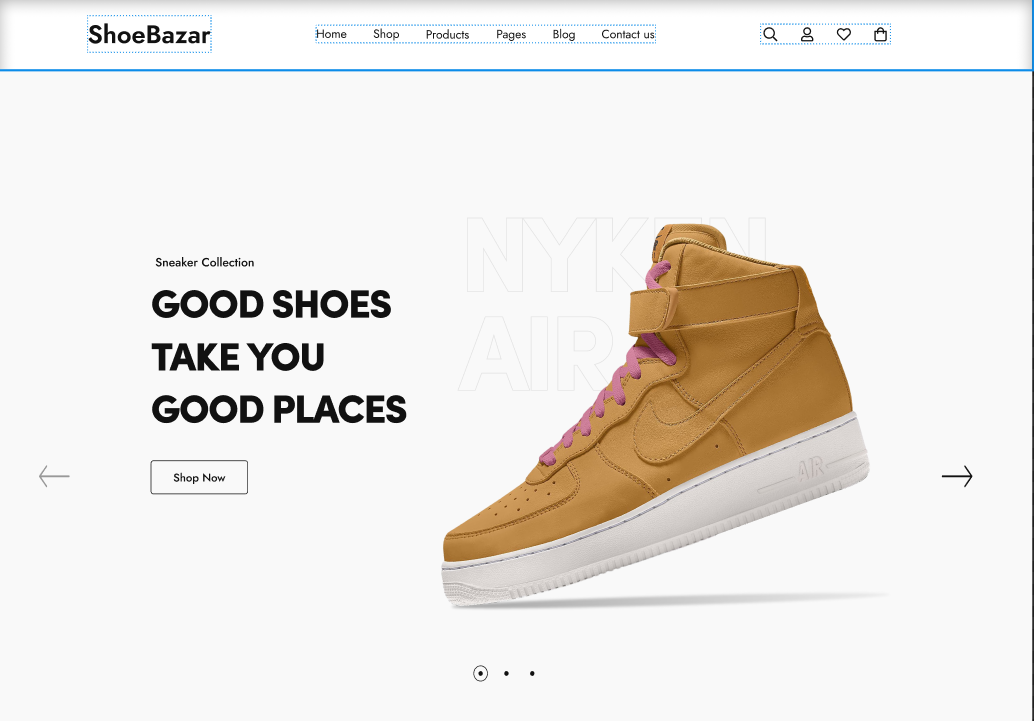 ShoeBazar
Home Shop Products Pages Blog Contact us
NYKEN
Sneaker Collection
GOOD SHOES
TAKE YOU
GOOD PLACES
AIR
Shop Now
AIR